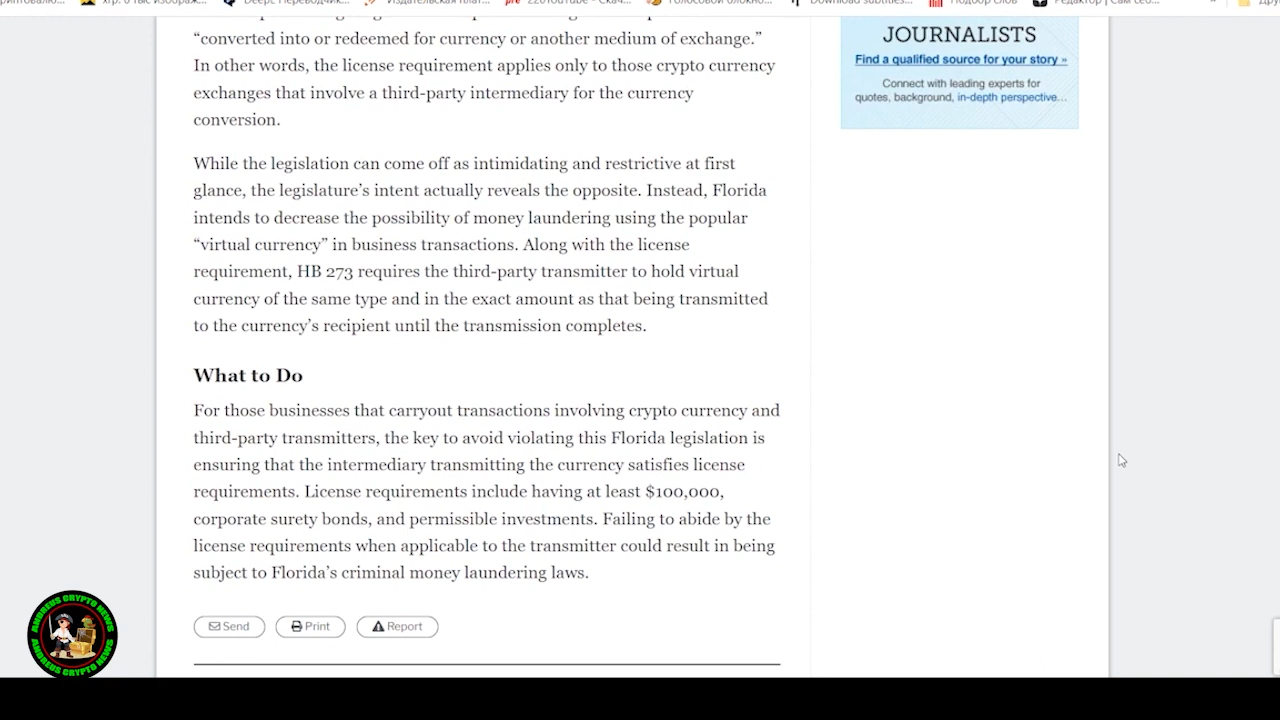 Download subtitles...
“converted into or redeemed for currency or another medium of exchange.”
In other words, the license requirement applies only to those crypto currency
exchanges that involve a third-party intermediary for the currency
conversion.
While the legislation can come off as intimidating and restrictive at first
glance, the legislature’s intent actually reveals the opposite. Instead, Florida
intends to decrease the possibility of money laundering using the popular
“virtual currency” in business transactions. Along with the license
requirement, HB 273 requires the third-party transmitter to hold virtual
currency of the same type and in the exact amount as that being transmitted
to the currency’s recipient until the transmission completes.
What to Do
For those businesses that carryout transactions involving crypto currency and
third-party transmitters, the key to avoid violating this Florida legislation is
ensuring that the intermediary transmitting the currency satisfies license
requirements. License requirements include having at least $100,000,
corporate surety bonds, and permissible investments. Failing to abide by the
license requirements when applicable to the transmitter could result in being
subject to Florida’s criminal money laundering laws.
Send
Print
Report
JOURNALISTS
Find a qualified source for your story »
Connect with leading experts for
quotes, background, in-depth perspective...
ANDREUS CRYPTO NEWS
ANDREUS CRYPTO NEWS